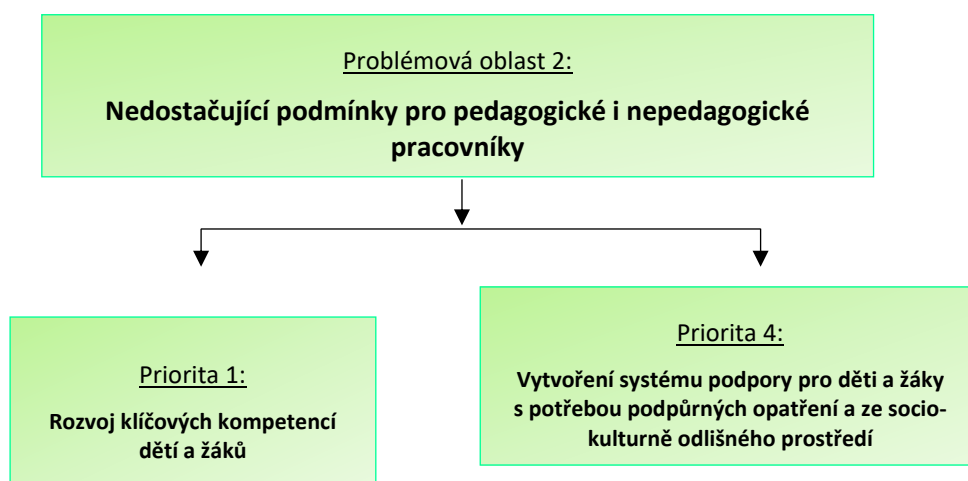 Problémová oblast 2:
Nedostačující podmínky pro pedagogické i nepedagogické
pracovníky
Priorita 1:
Rozvoj klíčových kompetencí
dětí a žáků
Priorita 4:
Vytvoření systému podpory pro děti a žáky
s potřebou podpůrných opatření a ze socio-
kulturně odlišného prostředí